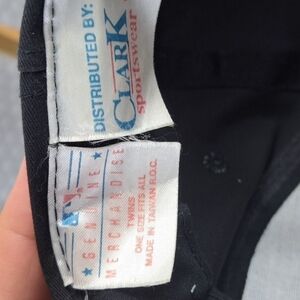 DISTRIBUTED BY:
CLARK
sportswear
GENUINE
MERCHANDISE
TWINS
ONE SIZE FITS ALL
MADE IN TAIWAN R.O.C.